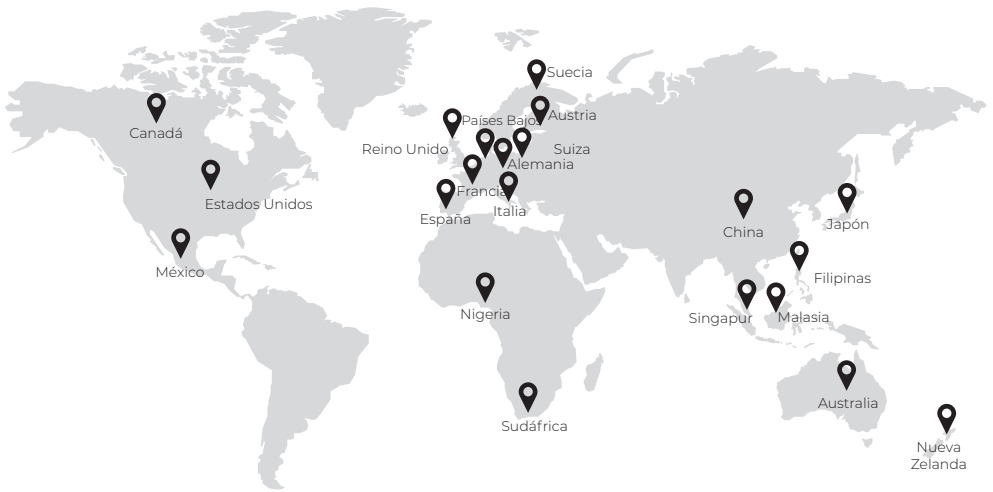 Suecia
Países Bajos
Austria
Canadá
Reino Unido
Suiza
Alemania
Francia
Estados Unidos
Italia
España
China
Japón
México
Filipinas
Nigeria
Singapur
Malasia
Australia
Sudáfrica
Nueva
Zelanda